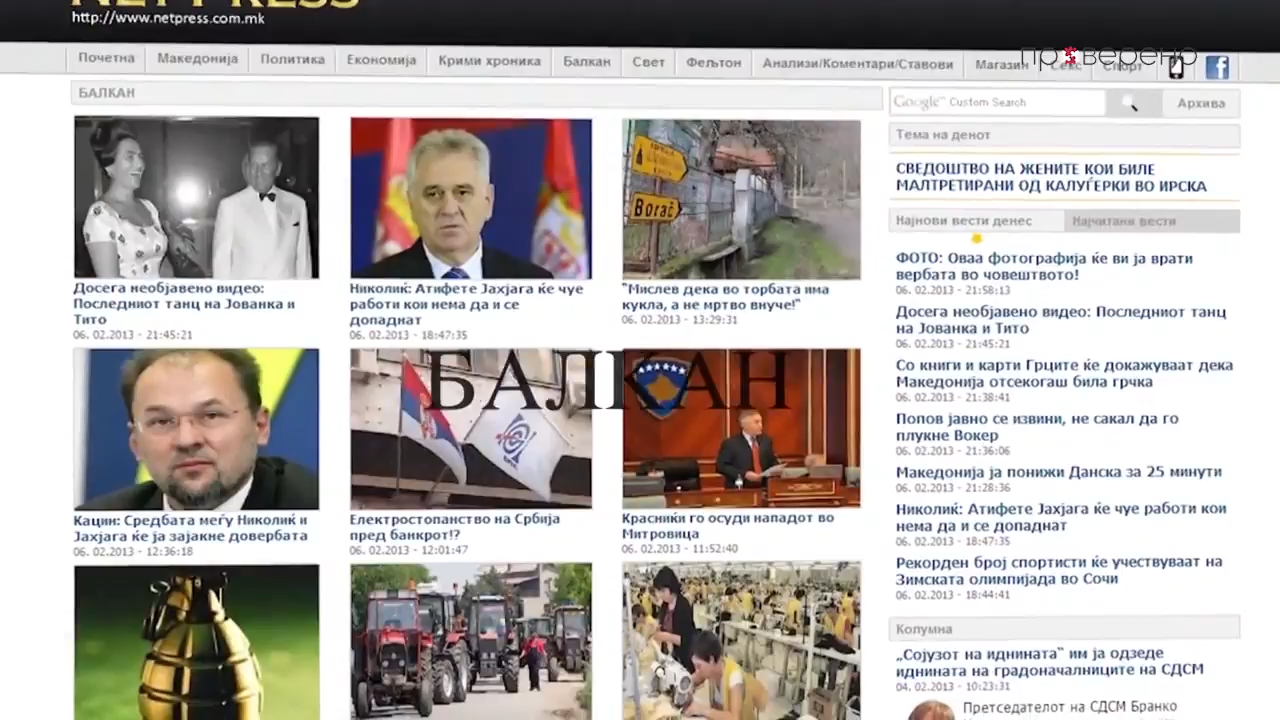 NET PRESS
http://www.netpress.com.mk
Почетна Македонија Политика Економија Крими хроника Балкан Свет Фељтон Анализи/Коментари/Ставови Магазин Секс Спорт
БАЛКАН
Досега необјавено видео:
Последниот танц на Јованка и
Тито
06. 02.2013 - 21:45:21
Николиќ: Атифете Јахјага ќе чуе
работи кои нема да и се
допаднат
06. 02.2013 - 18:47:35
Borač
"Мислев дека во торбата има
кукла, а не мртво внуче!"
06. 02.2013 - 13:29:31
БАЛКАН
Кацин: Средбата меѓу Николиќ и
Јахјага ќе ја зајакне довербата
06. 02.2013 - 12:36:18
Електростопанство на Србија
пред банкрот!?
06. 02.2013 - 12:01:47
Красниќи го осуди нападот во
Митровица
06. 02.2013 - 11:52:40
проверено
Google™ Custom Search
Архива
Тема на денот
СВЕДОШТВО НА ЖЕНИТЕ КОИ БИЛЕ
МАЛТРЕТИРАНИ ОД КАЛУЃЕРКИ ВО ИРСКА
Најнови вести денес Најчитани вести
ФОТО: Оваа фотографија ќе ви ја врати
вербата во човештвото!
06. 02.2013 - 21:58:13
Досега необјавено видео: Последниот танц
на Јованка и Тито
06. 02.2013 - 21:45:21
Со книги и карти Грците ќе докажуваат дека
Македонија отсекогаш била грчка
06. 02.2013 - 21:38:41
Попов јавно се извини, не сакал да го
плукне Вокер
06. 02.2013 - 21:36:06
Македонија ја понижи Данска за 25 минути
06. 02.2013 - 21:28:36
Николиќ: Атифете Јахјага ќе чуе работи кои
нема да и се допаднат
06. 02.2013 - 18:47:35
Рекорден број спортисти ќе учествуваат на
Зимската олимпијада во Сочи
06. 02.2013 - 18:44:41
Колумна
„Сојузот на иднината“ им ја одзеде
иднината на градоначалниците на СДСМ
04. 02.2013 - 10:23:31
Претседателот на СДСМ Бранко